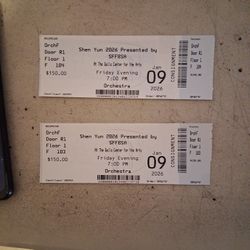 OrchF
Door R1
Floor 1
F 104
$150.00
Shen Yun 2026 Presented by
SFFBSA
At The Gallo Center for the Arts
Friday Evening
7:00 PM
Orchestra
Jan
09
2026
CONSIGNMENT
OrchF
Door R1
Floor 1
F 103
$150.00
Shen Yun 2026 Presented by
SFFBSA
At The Gallo Center for the Arts
Friday Evening
7:00 PM
Orchestra
Jan
09
2026
CONSIGNMENT